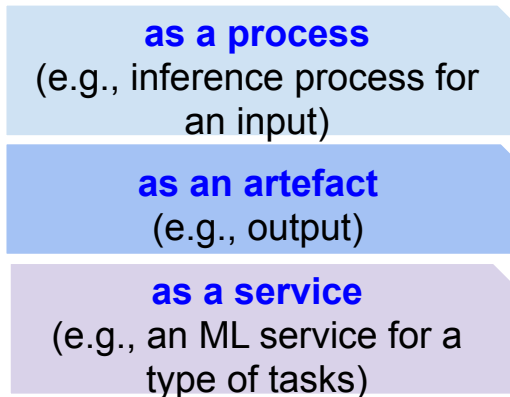 as a process
(e.g., inference process for
an input)
as an artefact
(e.g., output)
as a service
(e.g., an ML service for a
type of tasks)